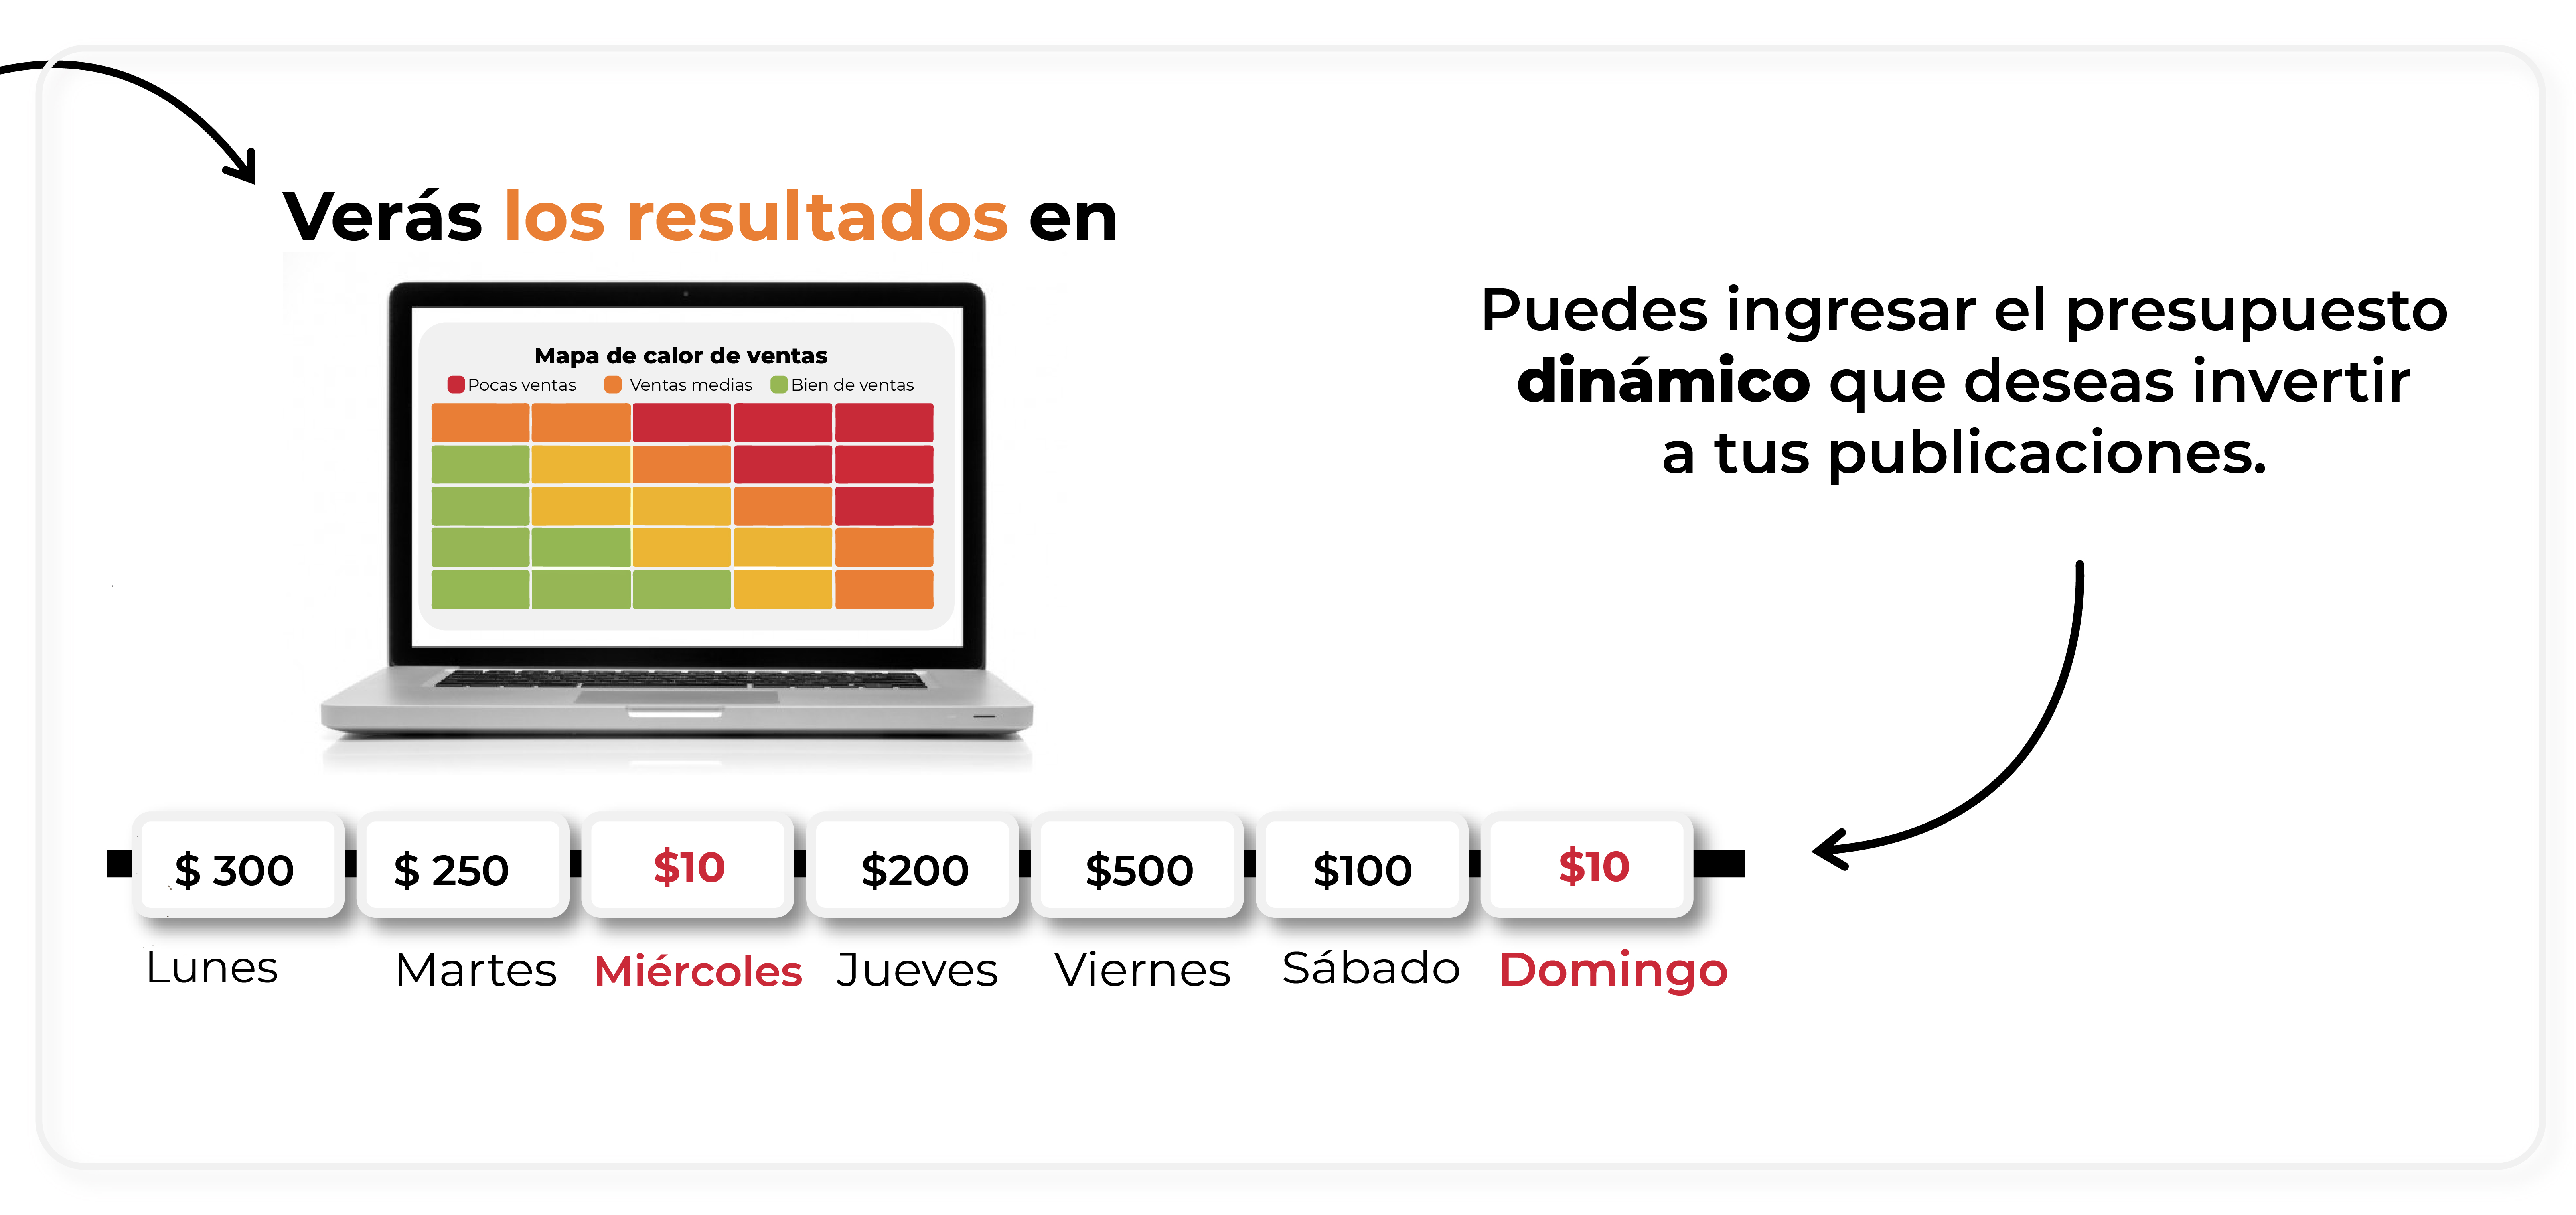 Verás los resultados en
Mapa de calor de ventas
Pocas ventas Ventas medias Bien de ventas
Puedes ingresar el presupuesto
dinámico que deseas invertir
a tus publicaciones.
$ 300 $ 250 $10 $200 $500 $100 $10
Lunes Martes Miércoles Jueves Viernes Sábado Domingo